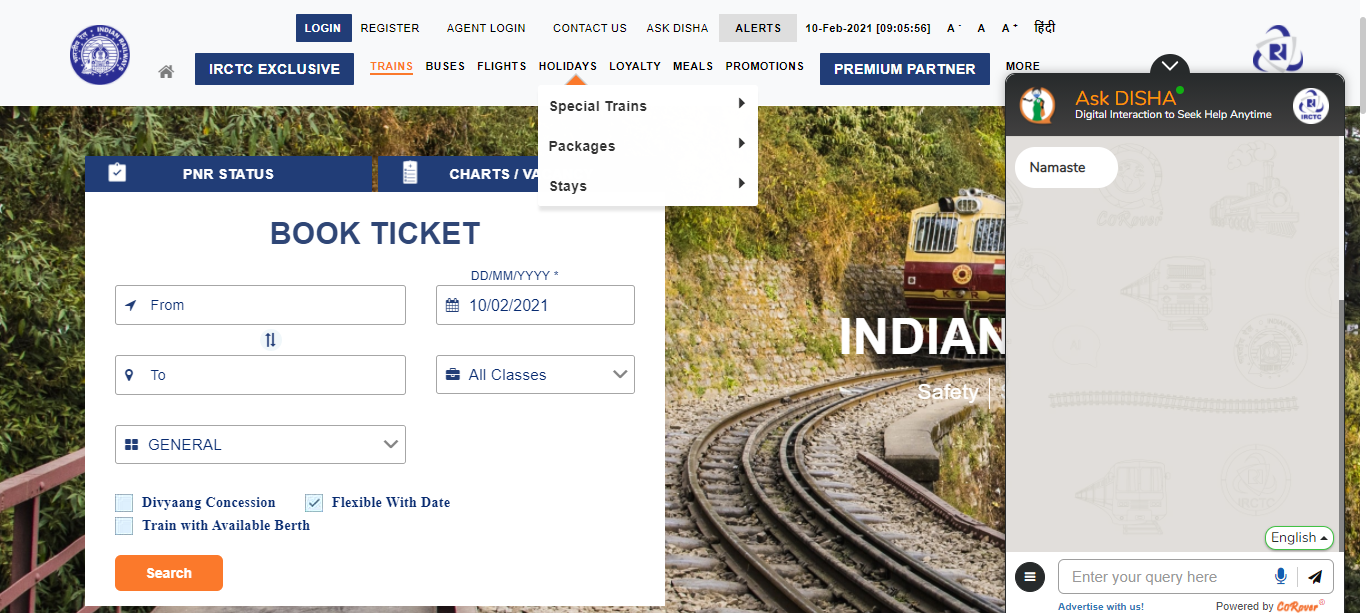 LOGIN REGISTER AGENT LOGIN CONTACT US ASK DISHA ALERTS 10-Feb-2021 [09:05:56] A - A A + हिंदी
IRCTC EXCLUSIVE TRAINS BUSES FLIGHTS HOLIDAYS LOYALTY MEALS PROMOTIONS PREMIUM PARTNER MORE
Special Trains
Packages
Stays
PNR STATUS
CHARTS / VA
BOOK TICKET
DD/MM/YYYY *
From
10/02/2021
To
All Classes
GENERAL
Divyaang Concession
Flexible With Date
Train with Available Berth
Search
INDIAN
Safety
Ask DISHA
Digital Interaction to Seek Help Anytime
IRCTC
Namaste
CoRover
IRCTC
English
Enter your query here
Advertise with us!
Powered by CoRover